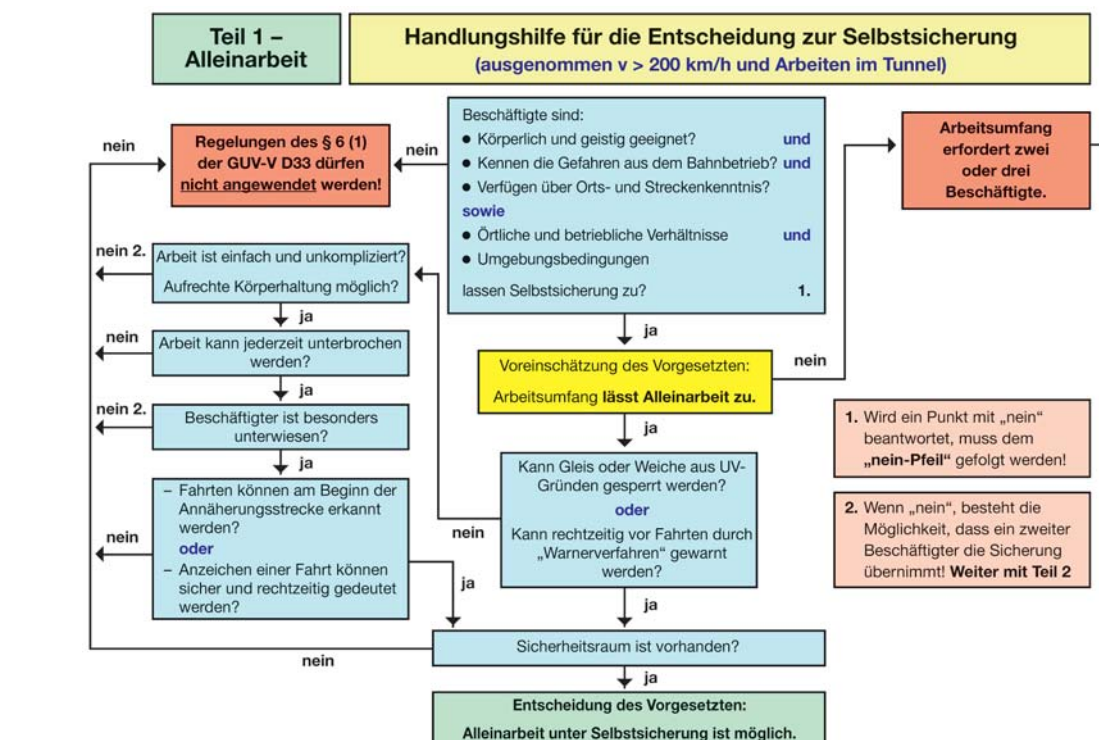 Teil 1 –
Alleinarbeit
Handlungshilfe für die Entscheidung zur Selbstsicherung
(ausgenommen v > 200 km/h und Arbeiten im Tunnel)
nein
Regelungen des § 6 (1)
der GUV-V D33 dürfen
nicht angewendet werden!
nein
Beschäftigte sind:
● Körperlich und geistig geeignet? und
● Kennen die Gefahren aus dem Bahnbetrieb? und
● Verfügen über Orts- und Streckenkenntnis?
sowie
● Örtliche und betriebliche Verhältnisse und
● Umgebungsbedingungen
lassen Selbstsicherung zu? 1.
Arbeitsumfang
erfordert zwei
oder drei
Beschäftigte.
nein 2.
Arbeit ist einfach und unkompliziert?
Aufrechte Körperhaltung möglich?
ja
nein
Arbeit kann jederzeit unterbrochen
werden?
ja
nein 2.
Beschäftigter ist besonders
unterwiesen?
ja
nein
– Fahrten können am Beginn der
Annäherungsstrecke erkannt
werden?
oder
– Anzeichen einer Fahrt können
sicher und rechtzeitig gedeutet
werden?
ja
ja
Voreinschätzung des Vorgesetzten:
Arbeitsumfang lässt Alleinarbeit zu.
nein
ja
Kann Gleis oder Weiche aus UV-
Gründen gesperrt werden?
oder
Kann rechtzeitig vor Fahrten durch
„Warnerverfahren“ gewarnt
werden?
nein
ja
1. Wird ein Punkt mit „nein“
beantwortet, muss dem
„nein-Pfeil“ gefolgt werden!
2. Wenn „nein“, besteht die
Möglichkeit, dass ein zweiter
Beschäftigter die Sicherung
übernimmt! Weiter mit Teil 2
Sicherheitsraum ist vorhanden?
nein
ja
Entscheidung des Vorgesetzten:
Alleinarbeit unter Selbstsicherung ist möglich.